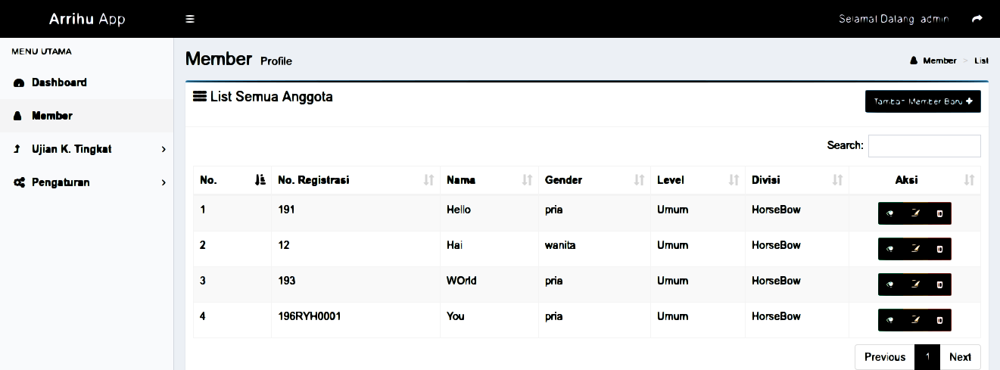 Arrihu App
Selamat Datang admin
MENU UTAMA
Dashboard
Member
Ujian K. Tingkat
Pengaturan
Member Profile
Member > List
List Semua Anggota
Tambah Member Baru +
Search:
No. No. Registrasi Nama Gender Level Divisi Aksi
1 191 Hello pria Umum HorseBow
2 12 Hai wanita Umum HorseBow
3 193 WOrld pria Umum HorseBow
4 196RYH0001 You pria Umum HorseBow
Previous 1 Next